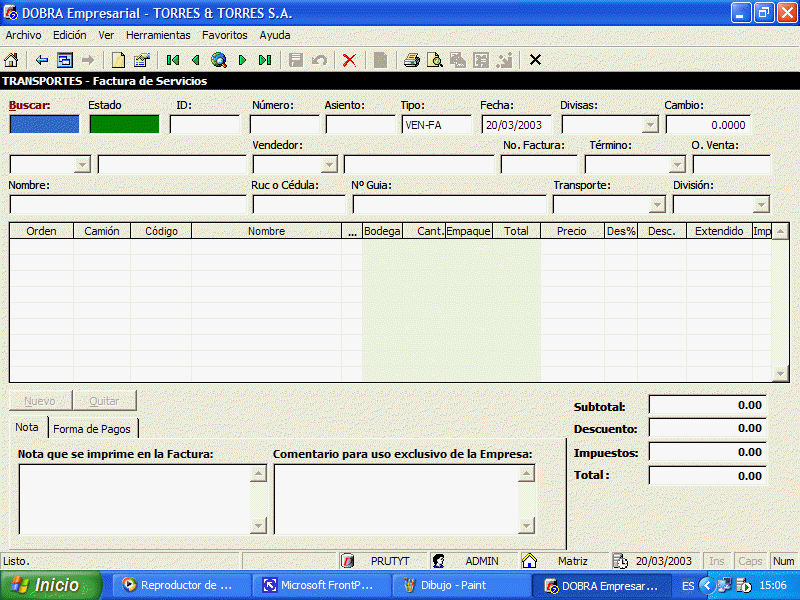 DOBRA Empresarial - TORRES & TORRES S.A.
Archivo Edición Ver Herramientas Favoritos Ayuda
TRANSPORTES - Factura de Servicios
Buscar: Estado ID: Número: Asiento: Tipo: Fecha: Divisas: Cambio:
VEN-FA 20/03/2003 0.0000
Vendedor: No. Factura: Término: O. Venta:
Nombre: Ruc o Cédula: Nº Guia: Transporte: División:
Orden Camión Código Nombre ... Bodega Cant. Empaque Total Precio Des% Desc. Extendido Imp
Nuevo Quitar
Subtotal: 0.00
Nota Forma de Pagos
Descuento: 0.00
Nota que se imprime en la Factura: Comentario para uso exclusivo de la Empresa:
Impuestos: 0.00
Total: 0.00
Listo. PRUTYT ADMIN Matriz 20/03/2003 Ins Caps Num
Inicio Reproductor de ... Microsoft FrontP... Dibujo - Paint DOBRA Empresar... ES 15:06